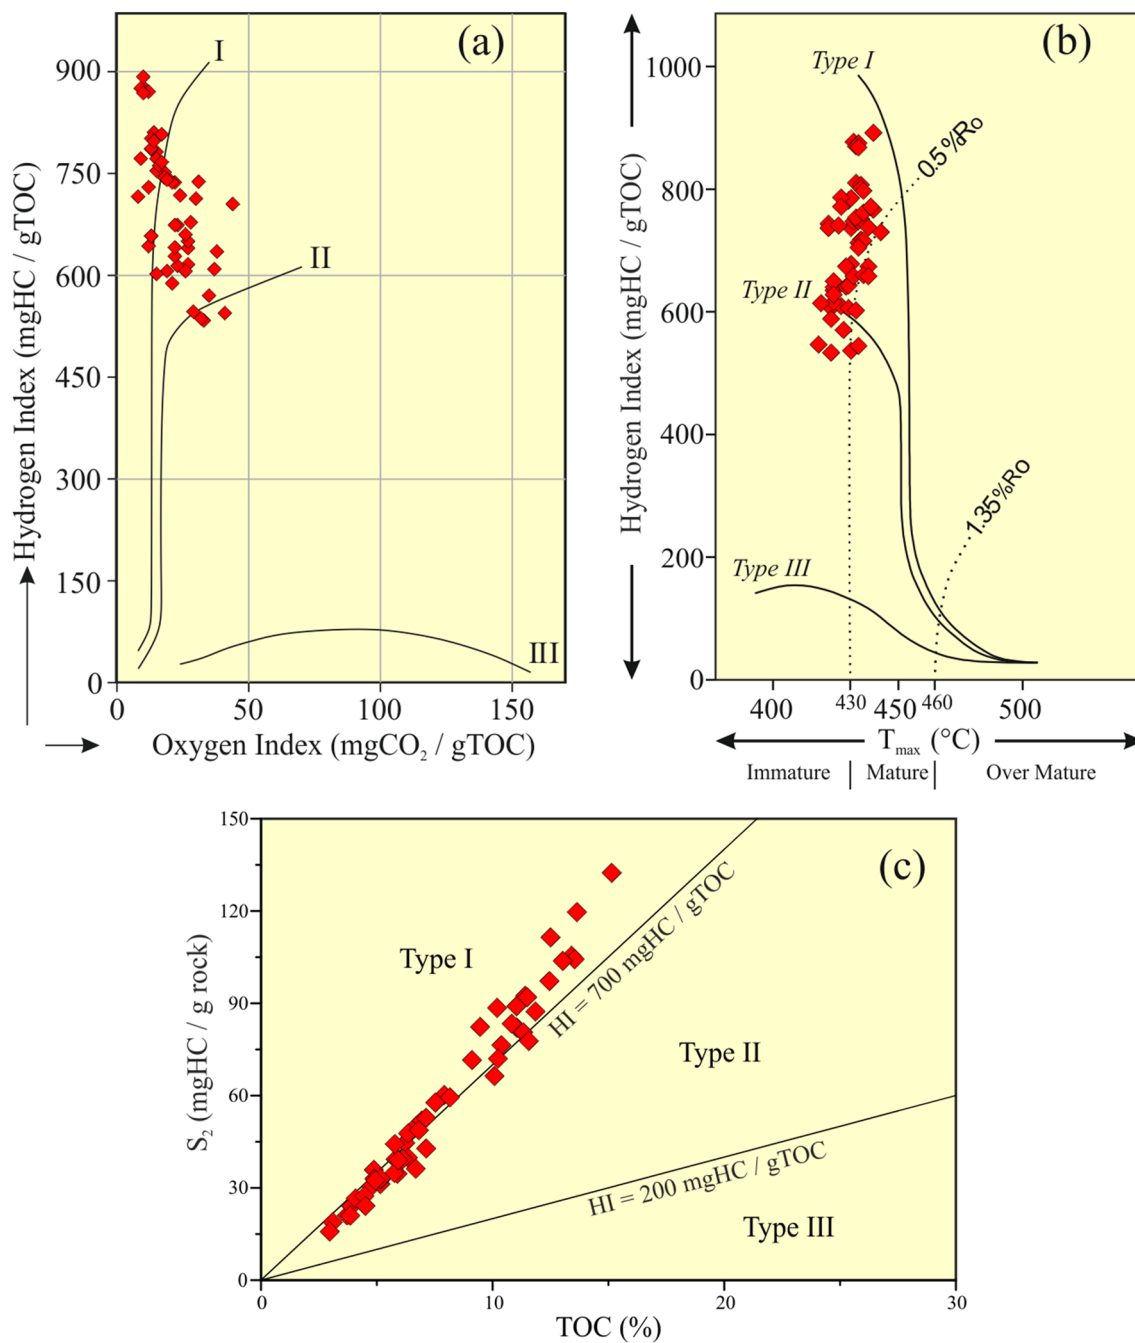 (a)
I
II
III
900
750
600
450
300
150
0
0
50
100
150
Hydrogen Index (mgHC / gTOC)
Oxygen Index (mgCO₂ / gTOC)
(b)
Type I
0.5%Ro
Type II
1.35%Ro
Type III
1000
800
600
400
200
0
400
430
450
460
500
Hydrogen Index (mgHC / gTOC)
Tmax (°C)
Immature | Mature | Over Mature
(c)
150
120
90
60
30
0
0
10
20
30
S₂ (mgHC / g rock)
TOC (%)
Type I
HI = 700 mgHC / gTOC
Type II
HI = 200 mgHC / gTOC
Type III